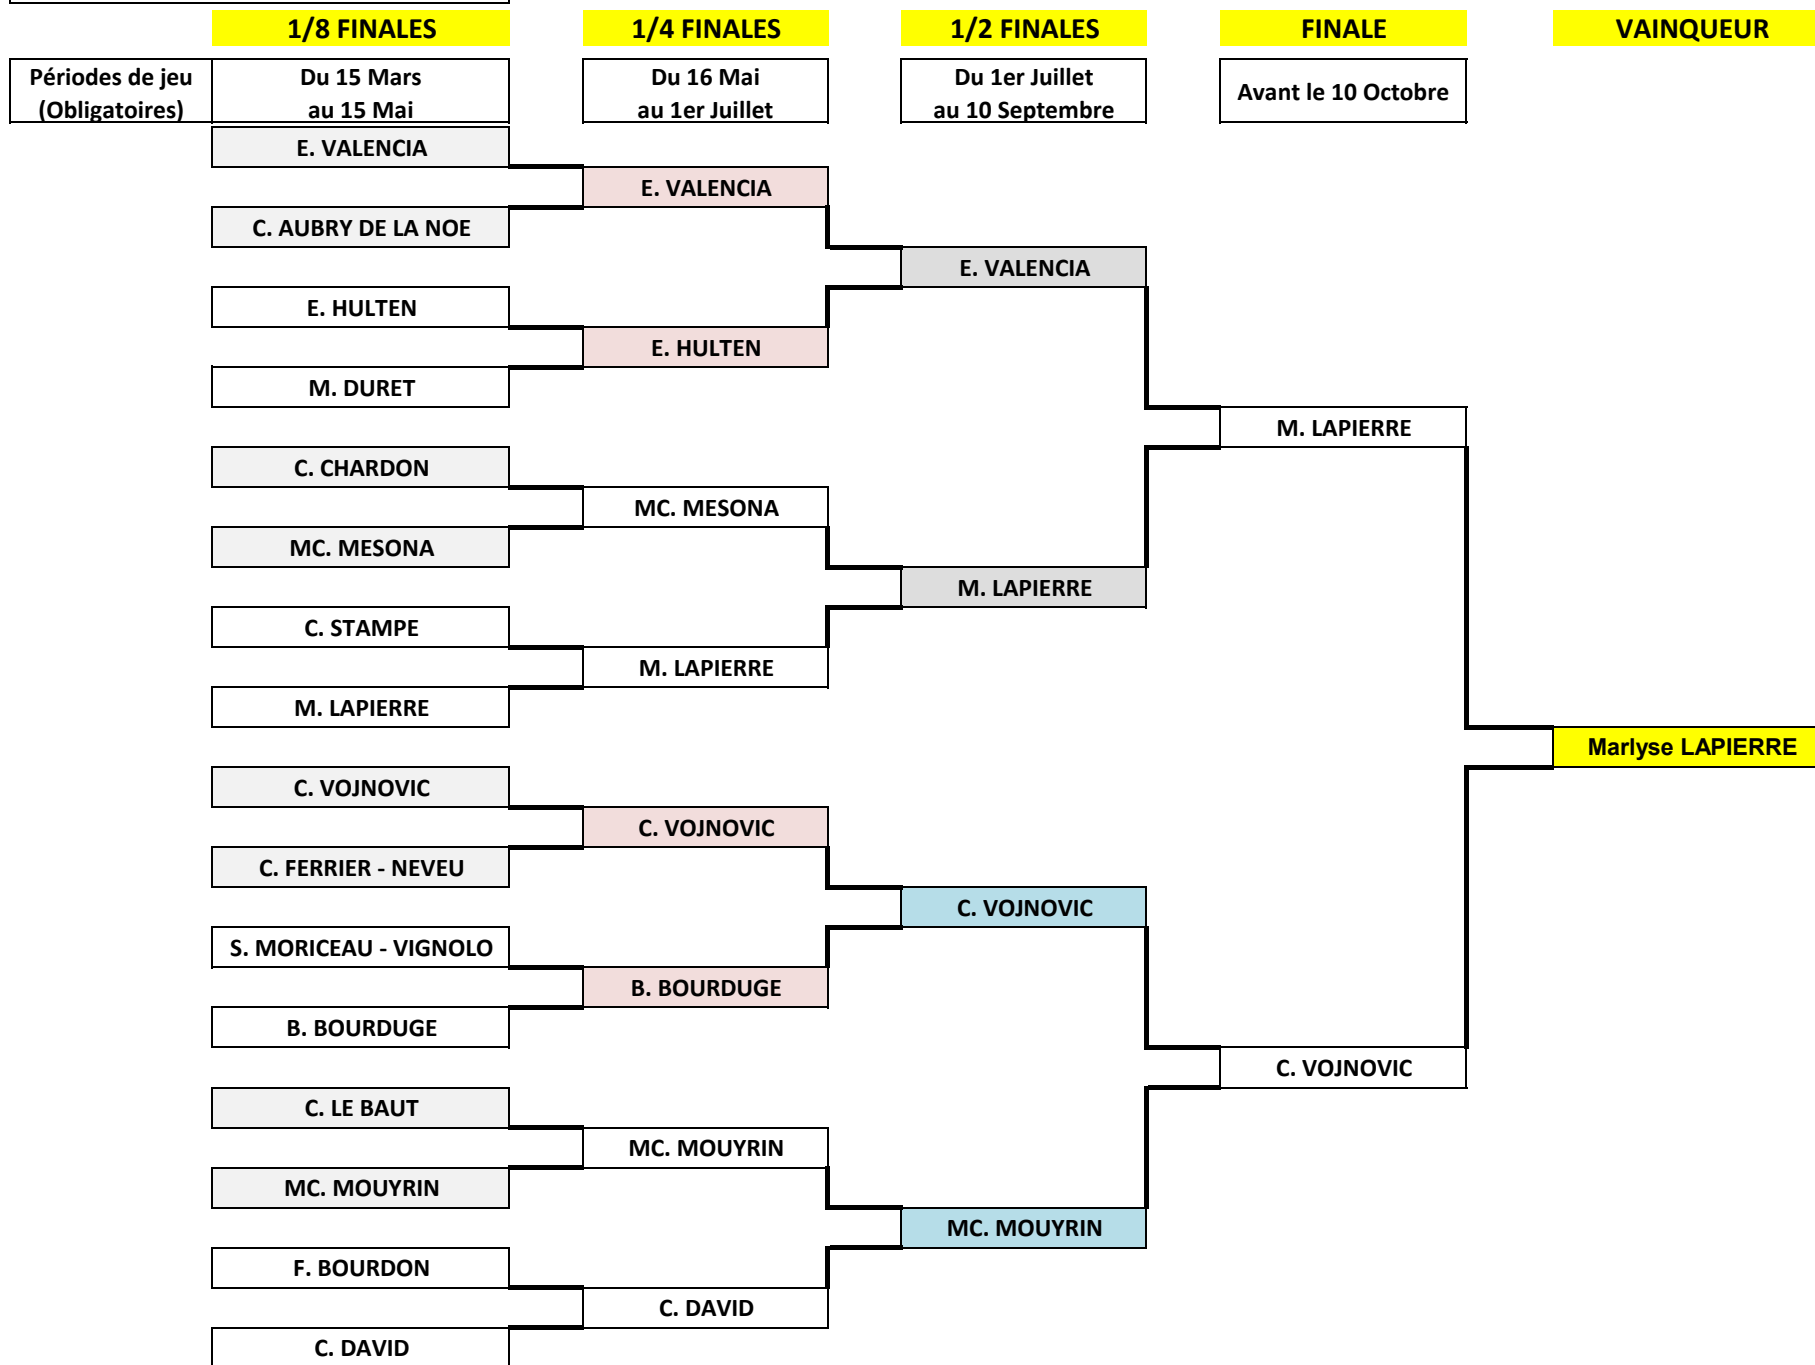 1/8 FINALES
1/4 FINALES
1/2 FINALES
FINALE
VAINQUEUR
Périodes de jeu
(Obligatoires)
Du 15 Mars
au 15 Mai
Du 16 Mai
au 1er Juillet
Du 1er Juillet
au 10 Septembre
Avant le 10 Octobre
E. VALENCIA
E. VALENCIA
C. AUBRY DE LA NOE
E. VALENCIA
E. HULTEN
E. HULTEN
M. DURET
M. LAPIERRE
C. CHARDON
MC. MESONA
MC. MESONA
M. LAPIERRE
C. STAMPE
M. LAPIERRE
M. LAPIERRE
Marlyse LAPIERRE
C. VOJNOVIC
C. VOJNOVIC
C. FERRIER - NEVEU
C. VOJNOVIC
S. MORICEAU - VIGNOLO
B. BOURDUGE
B. BOURDUGE
C. VOJNOVIC
C. LE BAUT
MC. MOUYRIN
MC. MOUYRIN
MC. MOUYRIN
F. BOURDON
C. DAVID
C. DAVID